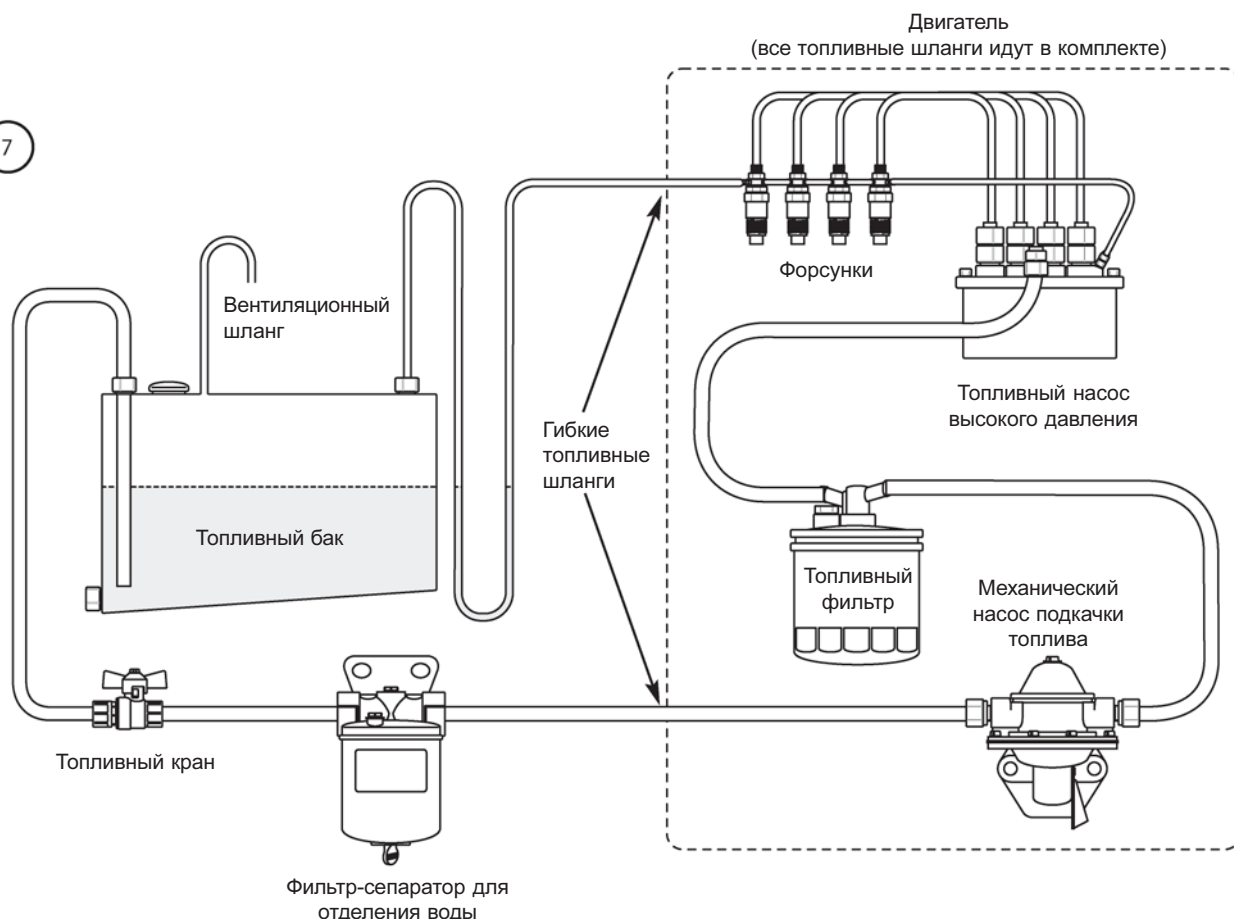 Двигатель
(все топливные шланги идут в комплекте)
7
Форсунки
Вентиляционный
шланг
Топливный насос
высокого давления
Гибкие
топливные
шланги
Топливный бак
Топливный
фильтр
Механический
насос подкачки
топлива
Топливный кран
Фильтр-сепаратор для
отделения воды